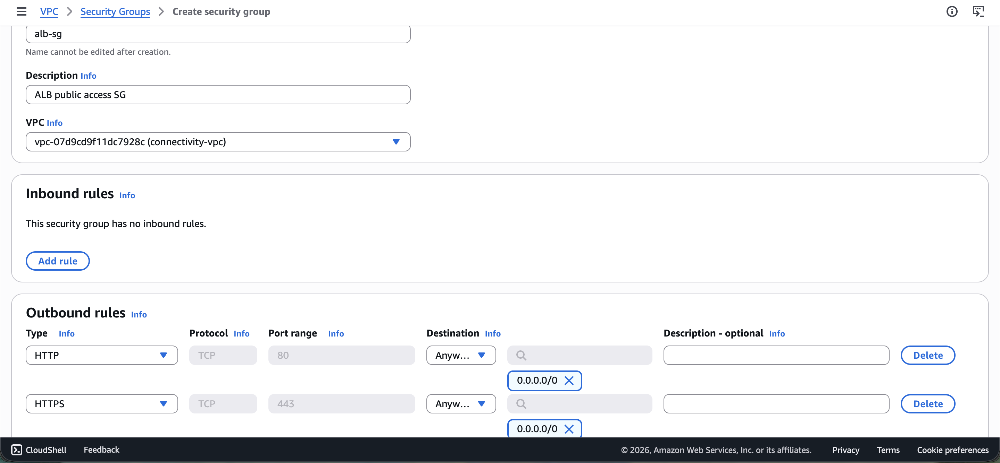 VPC > Security Groups > Create security group
alb-sg
Name cannot be edited after creation.
Description Info
ALB public access SG
VPC Info
vpc-07d9cd9f11dc7928c (connectivity-vpc)
Inbound rules Info
This security group has no inbound rules.
Add rule
Outbound rules Info
Type Info Protocol Info Port range Info Destination Info Description - optional Info
HTTP TCP 80 Anyw... Delete
0.0.0.0/0
HTTPS TCP 443 Anyw... Delete
0.0.0.0/0
CloudShell Feedback © 2026, Amazon Web Services, Inc. or its affiliates. Privacy Terms Cookie preferences